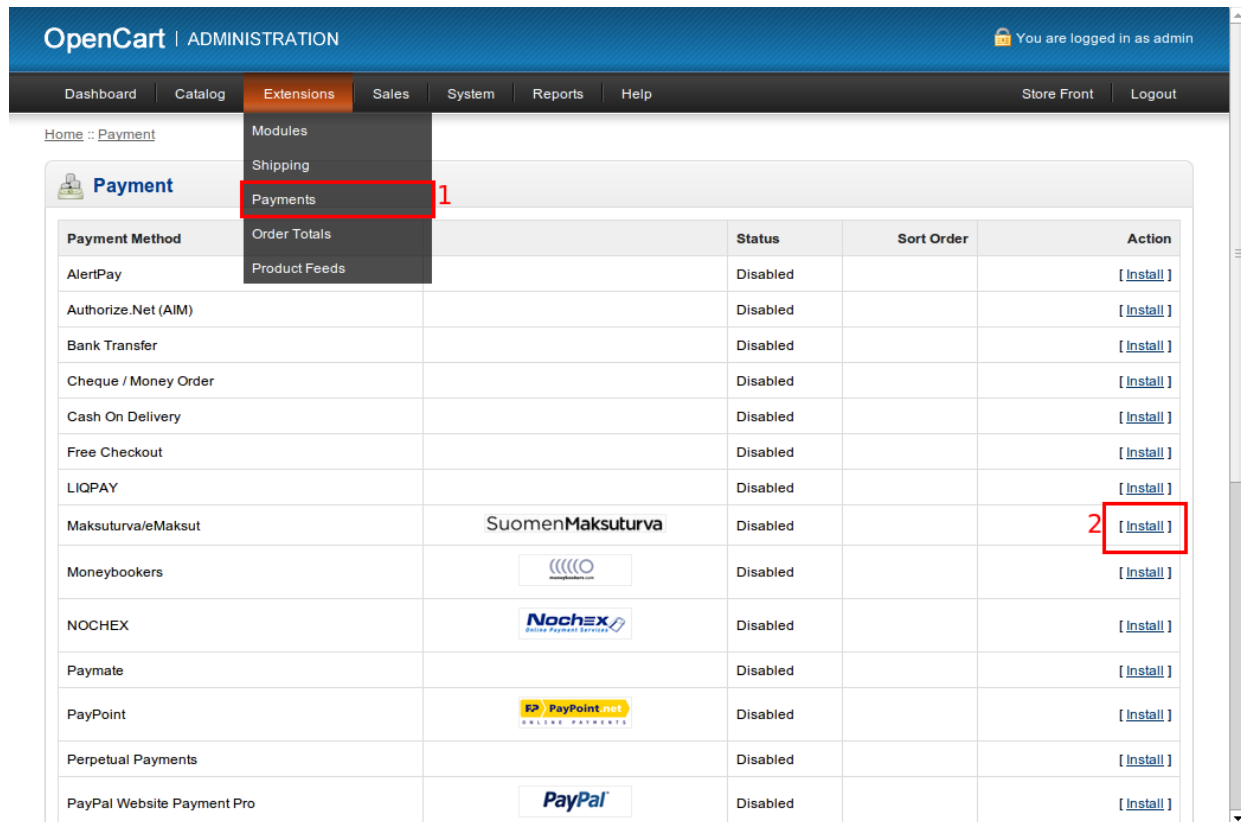 OpenCart | ADMINISTRATION
You are logged in as admin
Dashboard Catalog Extensions Sales System Reports Help Store Front Logout
Home :: Payment
Modules
Shipping
Payment
Payments 1
Order Totals
Product Feeds
Payment Method Status Sort Order Action
AlertPay Disabled [ Install ]
Authorize.Net (AIM) Disabled [ Install ]
Bank Transfer Disabled [ Install ]
Cheque / Money Order Disabled [ Install ]
Cash On Delivery Disabled [ Install ]
Free Checkout Disabled [ Install ]
LIQPAY Disabled [ Install ]
Maksuturva/eMaksut SuomenMaksuturva Disabled 2 [ Install ]
Moneybookers moneybookers.com Disabled [ Install ]
NOCHEX Nochex Online Payment Services Disabled [ Install ]
Paymate Disabled [ Install ]
PayPoint PP PayPoint.net ONLINE PAYMENTS Disabled [ Install ]
Perpetual Payments Disabled [ Install ]
PayPal Website Payment Pro PayPal Disabled [ Install ]